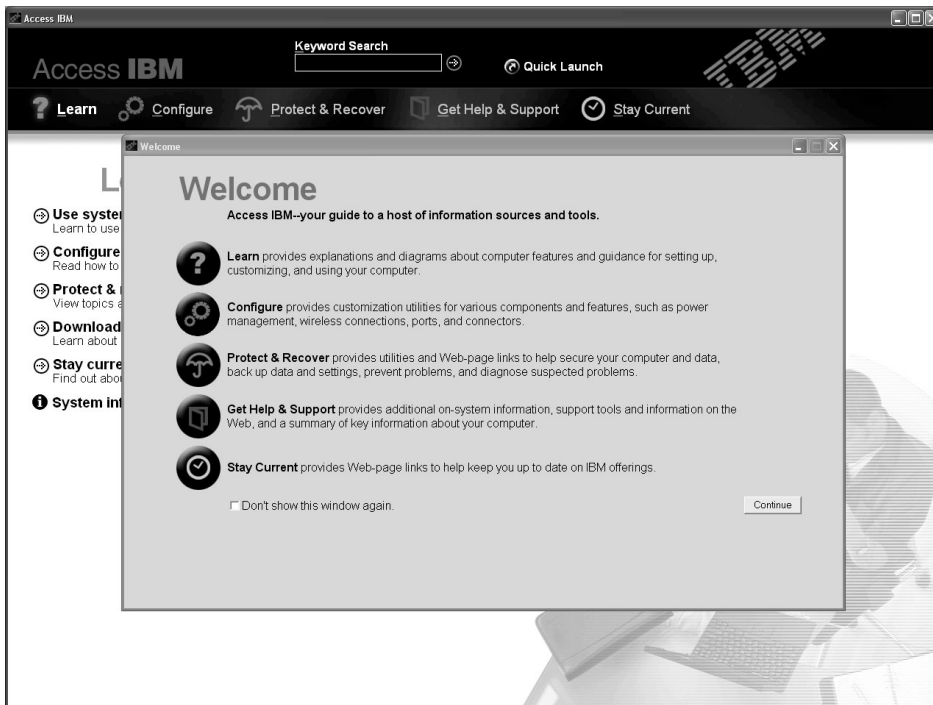 Access IBM
Keyword Search
Access IBM
Quick Launch
IBM
? Learn
Configure
Protect & Recover
Get Help & Support
Stay Current
Welcome
Welcome
Access IBM--your guide to a host of information sources and tools.
Use
Learn to use
Configure
Read how to
Protect &
View topics
Download
Learn about
Stay
Find out
System
? Learn provides explanations and diagrams about computer features and guidance for setting up,
customizing, and using your computer.
Configure provides customization utilities for various components and features, such as power
management, wireless connections, ports, and connectors.
Protect & Recover provides utilities and Web-page links to help secure your computer and data,
back up data and settings, prevent problems, and diagnose suspected problems.
Get Help & Support provides additional on-system information, support tools and information on the
Web, and a summary of key information about your computer.
Stay Current provides Web-page links to help keep you up to date on IBM offerings.
Don't show this window again.
Continue